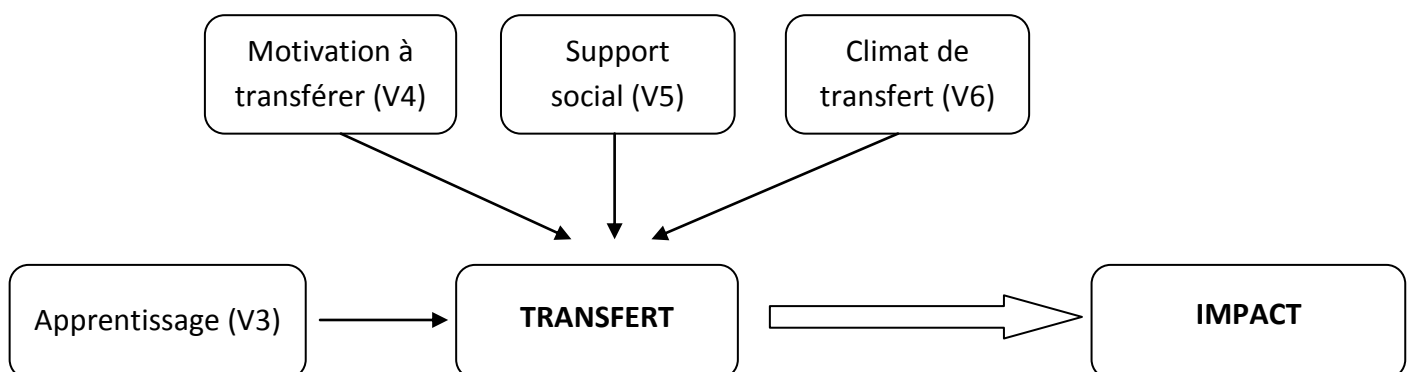 Motivation à
transférer (V4)
Support
social (V5)
Climat de
transfert (V6)
Apprentissage (V3)
TRANSFERT
IMPACT